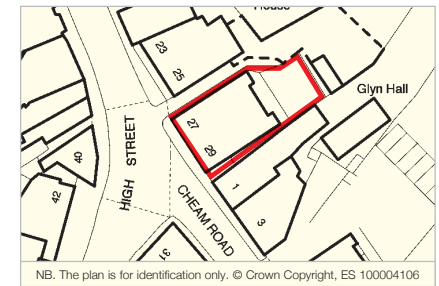 House
23
25
Glyn Hall
27
29
40
42
HIGH STREET
CHEAM ROAD
1
3
31
NB. The plan is for identification only. © Crown Copyright, ES 100004106